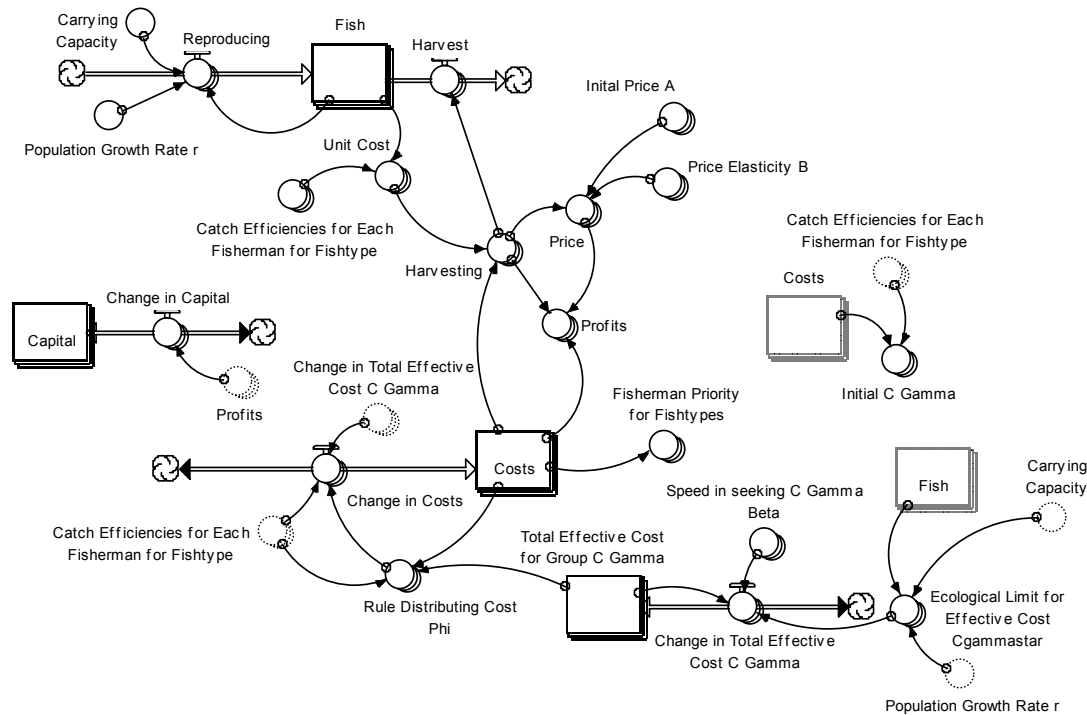 Carrying
Capacity
Reproducing
Fish
Harvest
Inital Price A
Population Growth Rate r
Unit Cost
Price Elasticity B
Catch Efficiencies for Each
Fisherman for Fishtype
Harvesting
Price
Catch Efficiencies for Each
Fisherman for Fishtype
Costs
Change in Capital
Capital
Profits
Profits
Change in Total Effective
Cost C Gamma
Initial C Gamma
Fisherman Priority
for Fishtypes
Costs
Change in Costs
Fish
Carrying
Capacity
Speed in seeking C Gamma
Beta
Catch Efficiencies for Each
Fisherman for Fishtype
Total Effective Cost
for Group C Gamma
Rule Distributing Cost
Phi
Change in Total Effective
Cost C Gamma
Ecological Limit for
Effective Cost
Cgammastar
Population Growth Rate r